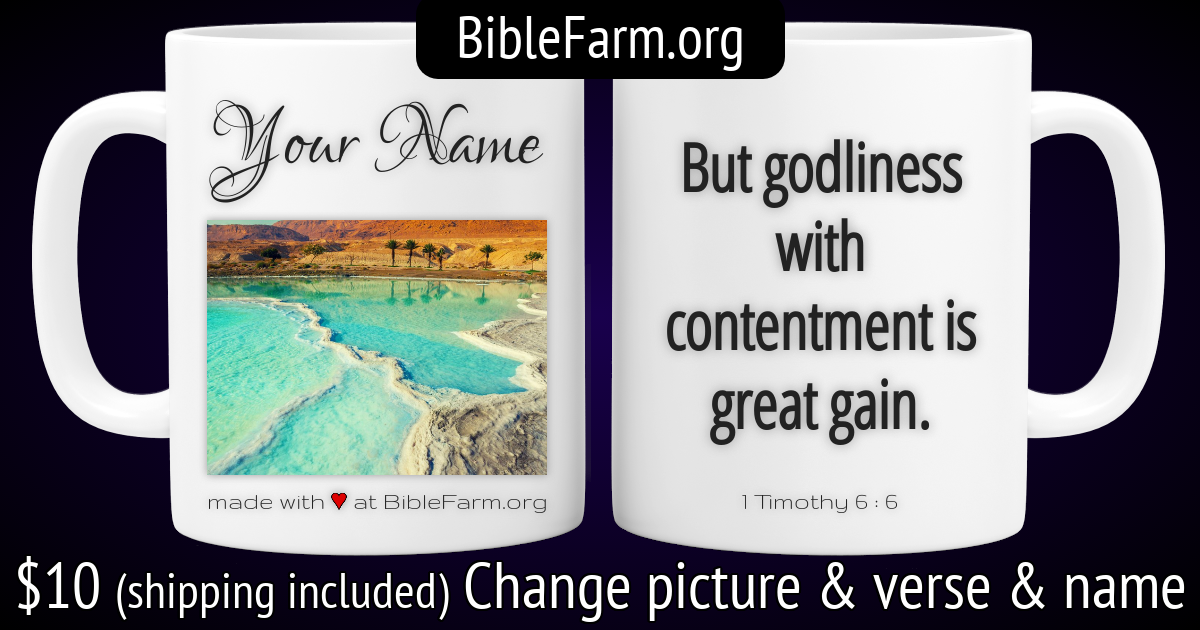 BibleFarm.org
Your Name
made with ♥ at BibleFarm.org
But godliness
with
contentment is
great gain.
1 Timothy 6 : 6
$10 (shipping included) Change picture & verse & name